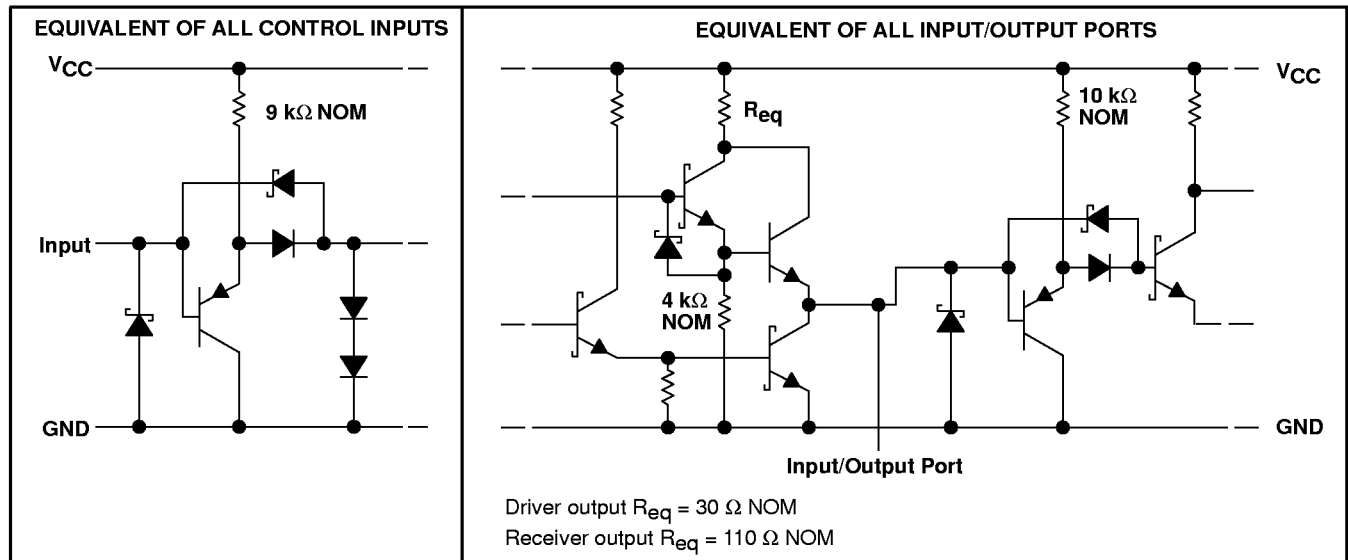 EQUIVALENT OF ALL CONTROL INPUTS
VCC
9 kΩ NOM
Input
GND
EQUIVALENT OF ALL INPUT/OUTPUT PORTS
VCC
Req
10 kΩ
NOM
4 kΩ
NOM
GND
Input/Output Port
Driver output Req = 30 Ω NOM
Receiver output Req = 110 Ω NOM